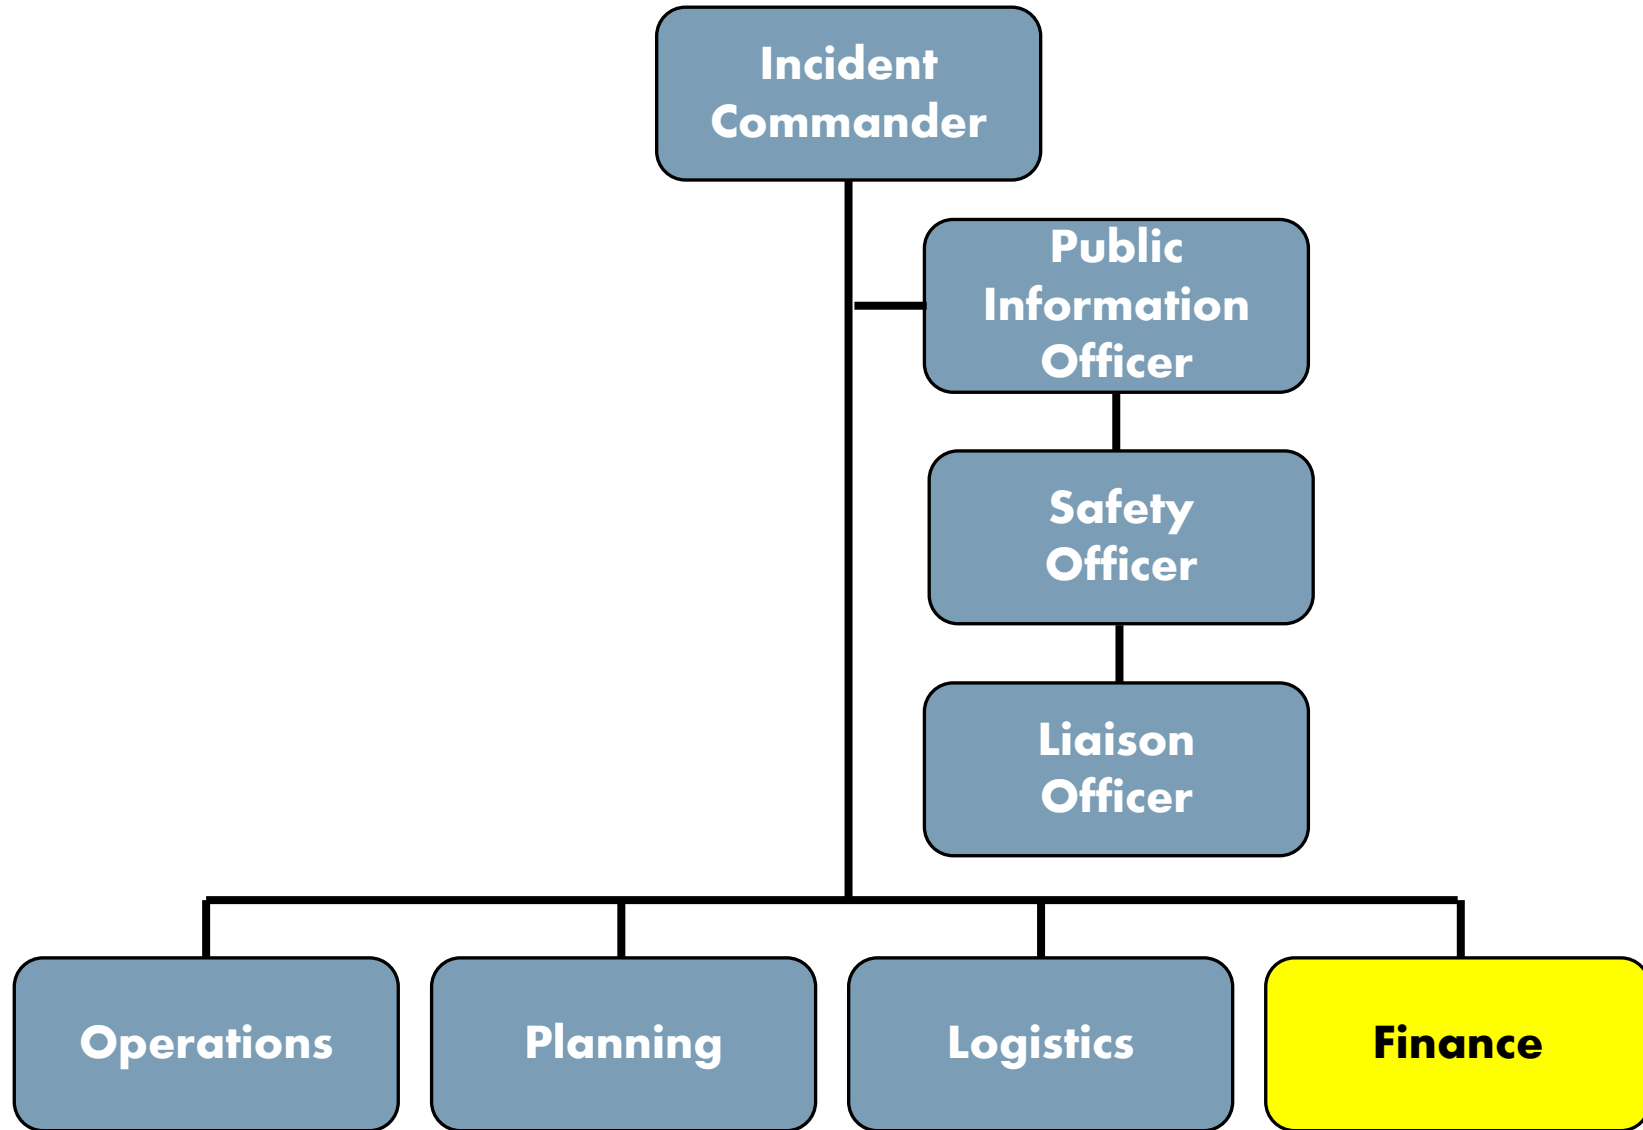 Incident
Commander
Public
Information
Officer
Safety
Officer
Liaison
Officer
Operations
Planning
Logistics
Finance